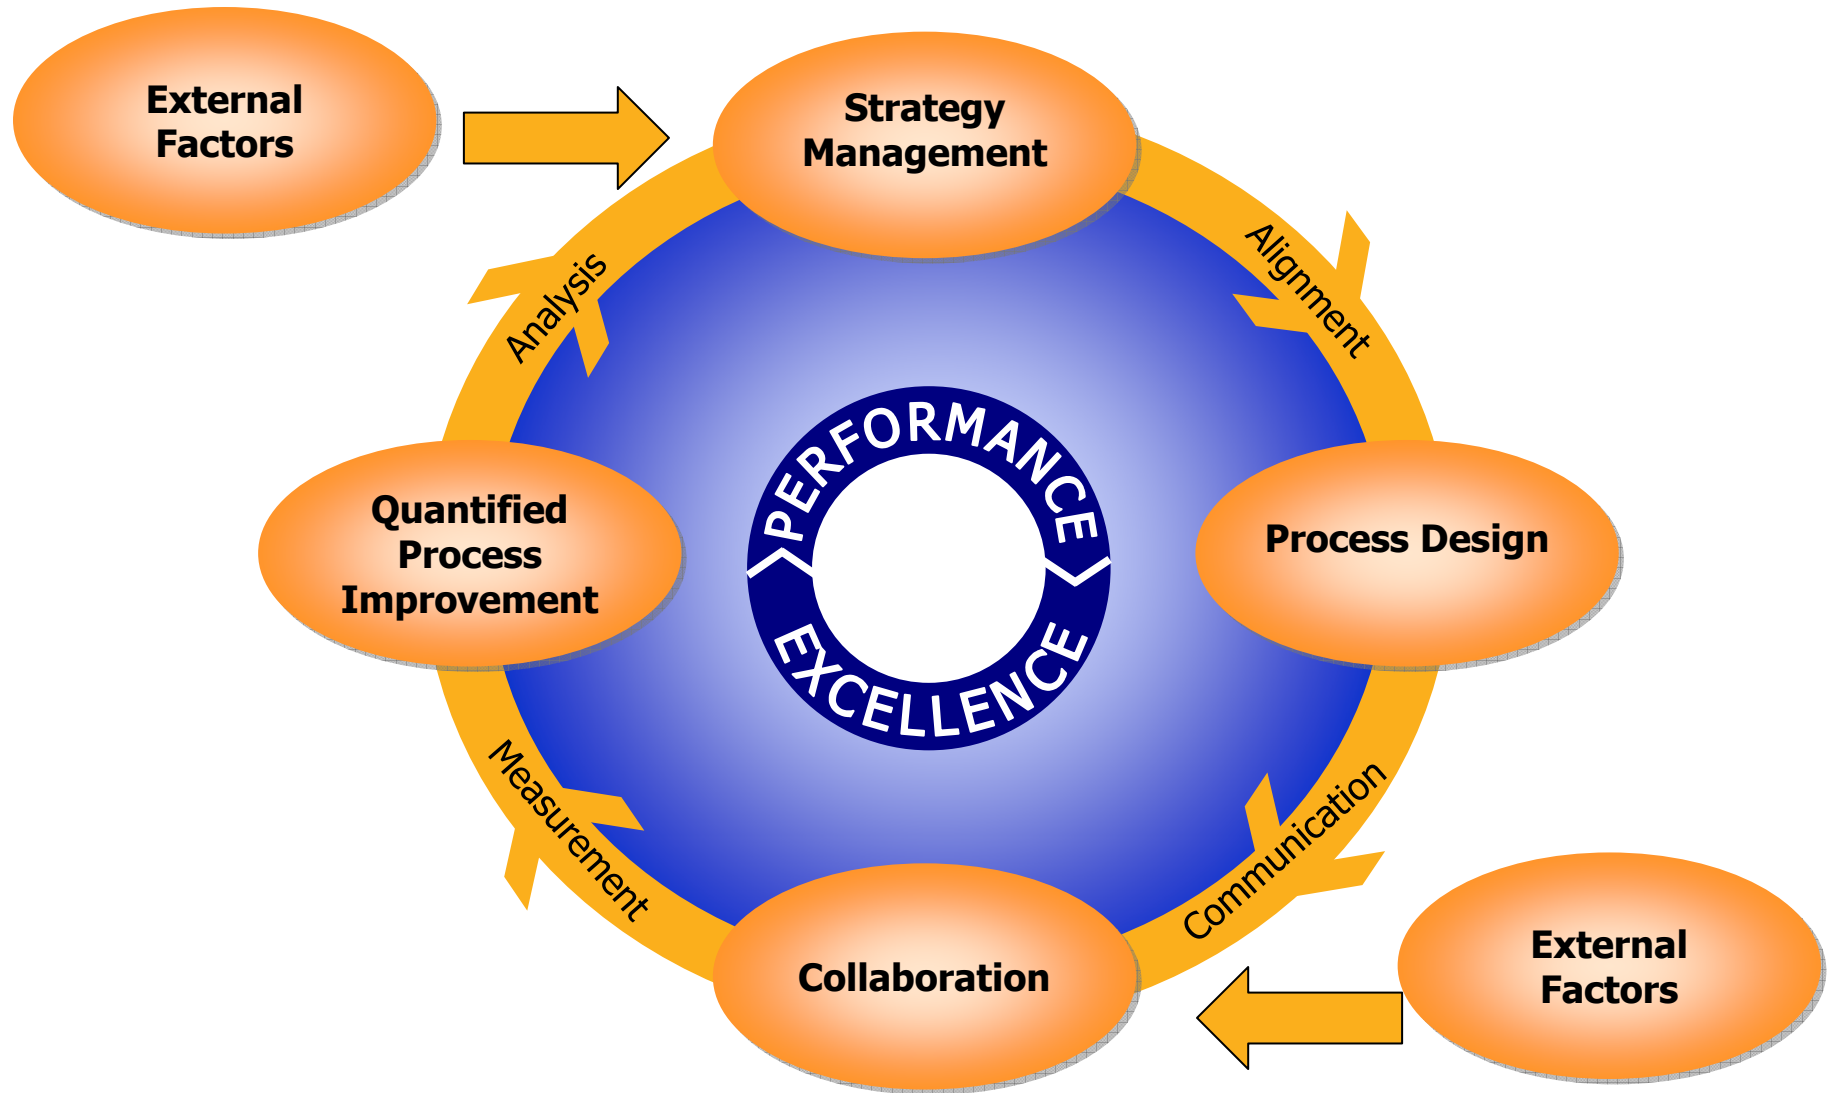 External
Factors
Strategy
Management
Analysis
Alignment
PERFORMANCE
EXCELLENCE
Quantified
Process
Improvement
Process Design
Measurement
Communication
Collaboration
External
Factors